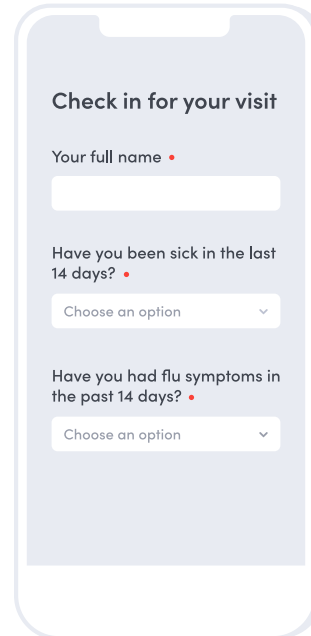 Check in for your visit
Your full name •
Have you been sick in the last
14 days? •
Choose an option
Have you had flu symptoms in
the past 14 days? •
Choose an option